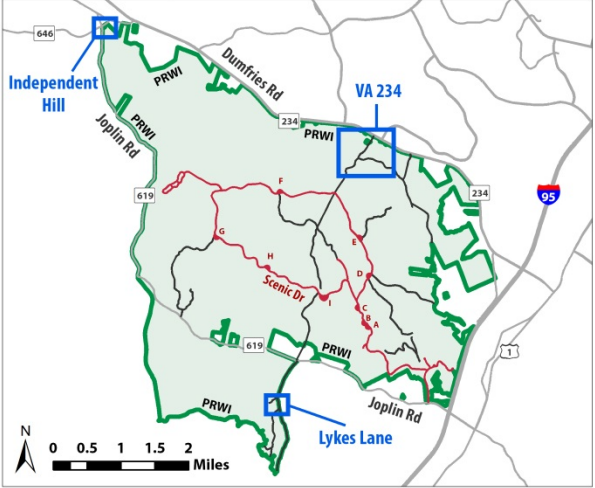 646
Independent
Hill
PRWI
Dumfries Rd
VA 234
PRWI
Joplin Rd
234
PRWI
619
234
95
F
E
G
H
D
Scenic Dr
I
C
B
A
619
PRWI
1
PRWI
Joplin Rd
Lykes Lane
N
0 0.5 1 1.5 2
Miles